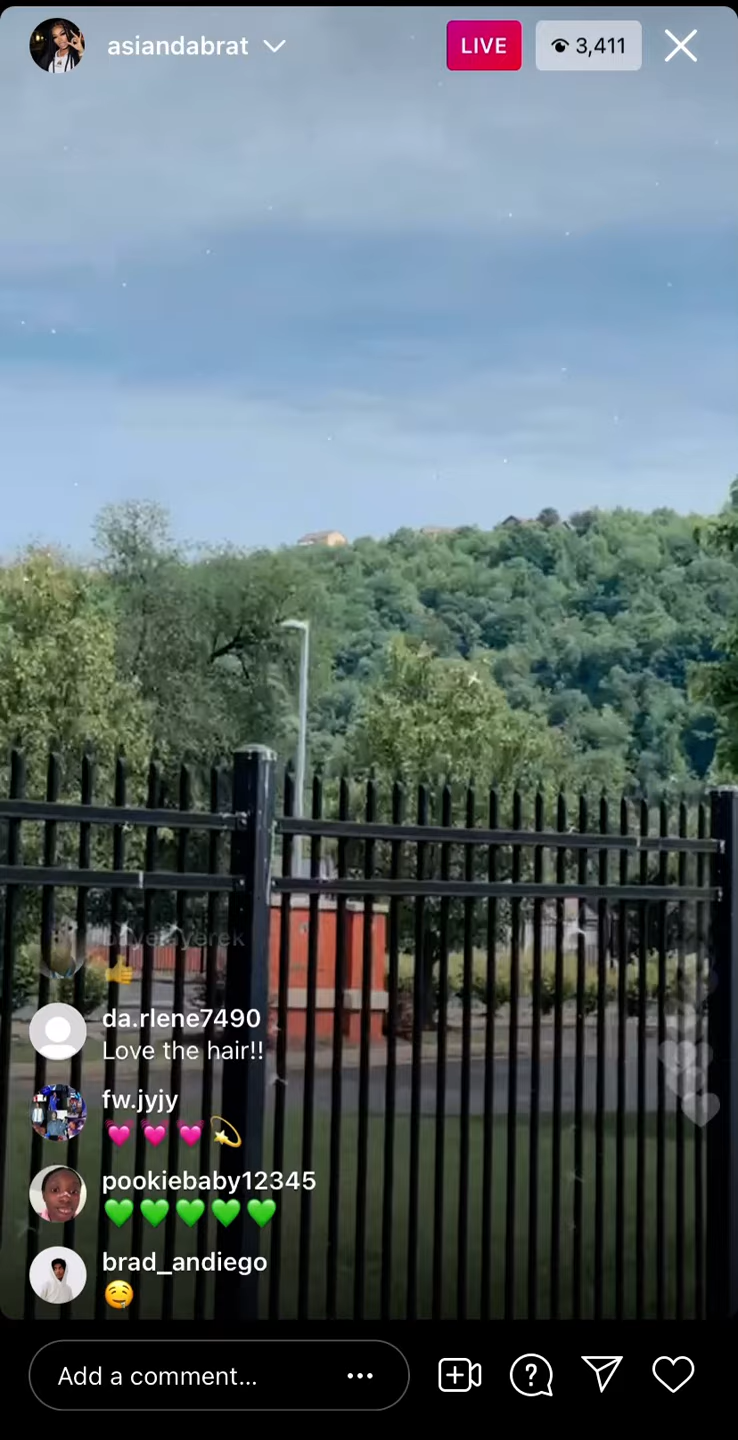 asiandabrat
LIVE
3,411
da.rlene7490
Love the hair!!
fw.jyjy
💓💓💓💫
pookiebaby12345
💚💚💚💚💚
brad_andiego
🤤
Add a comment...